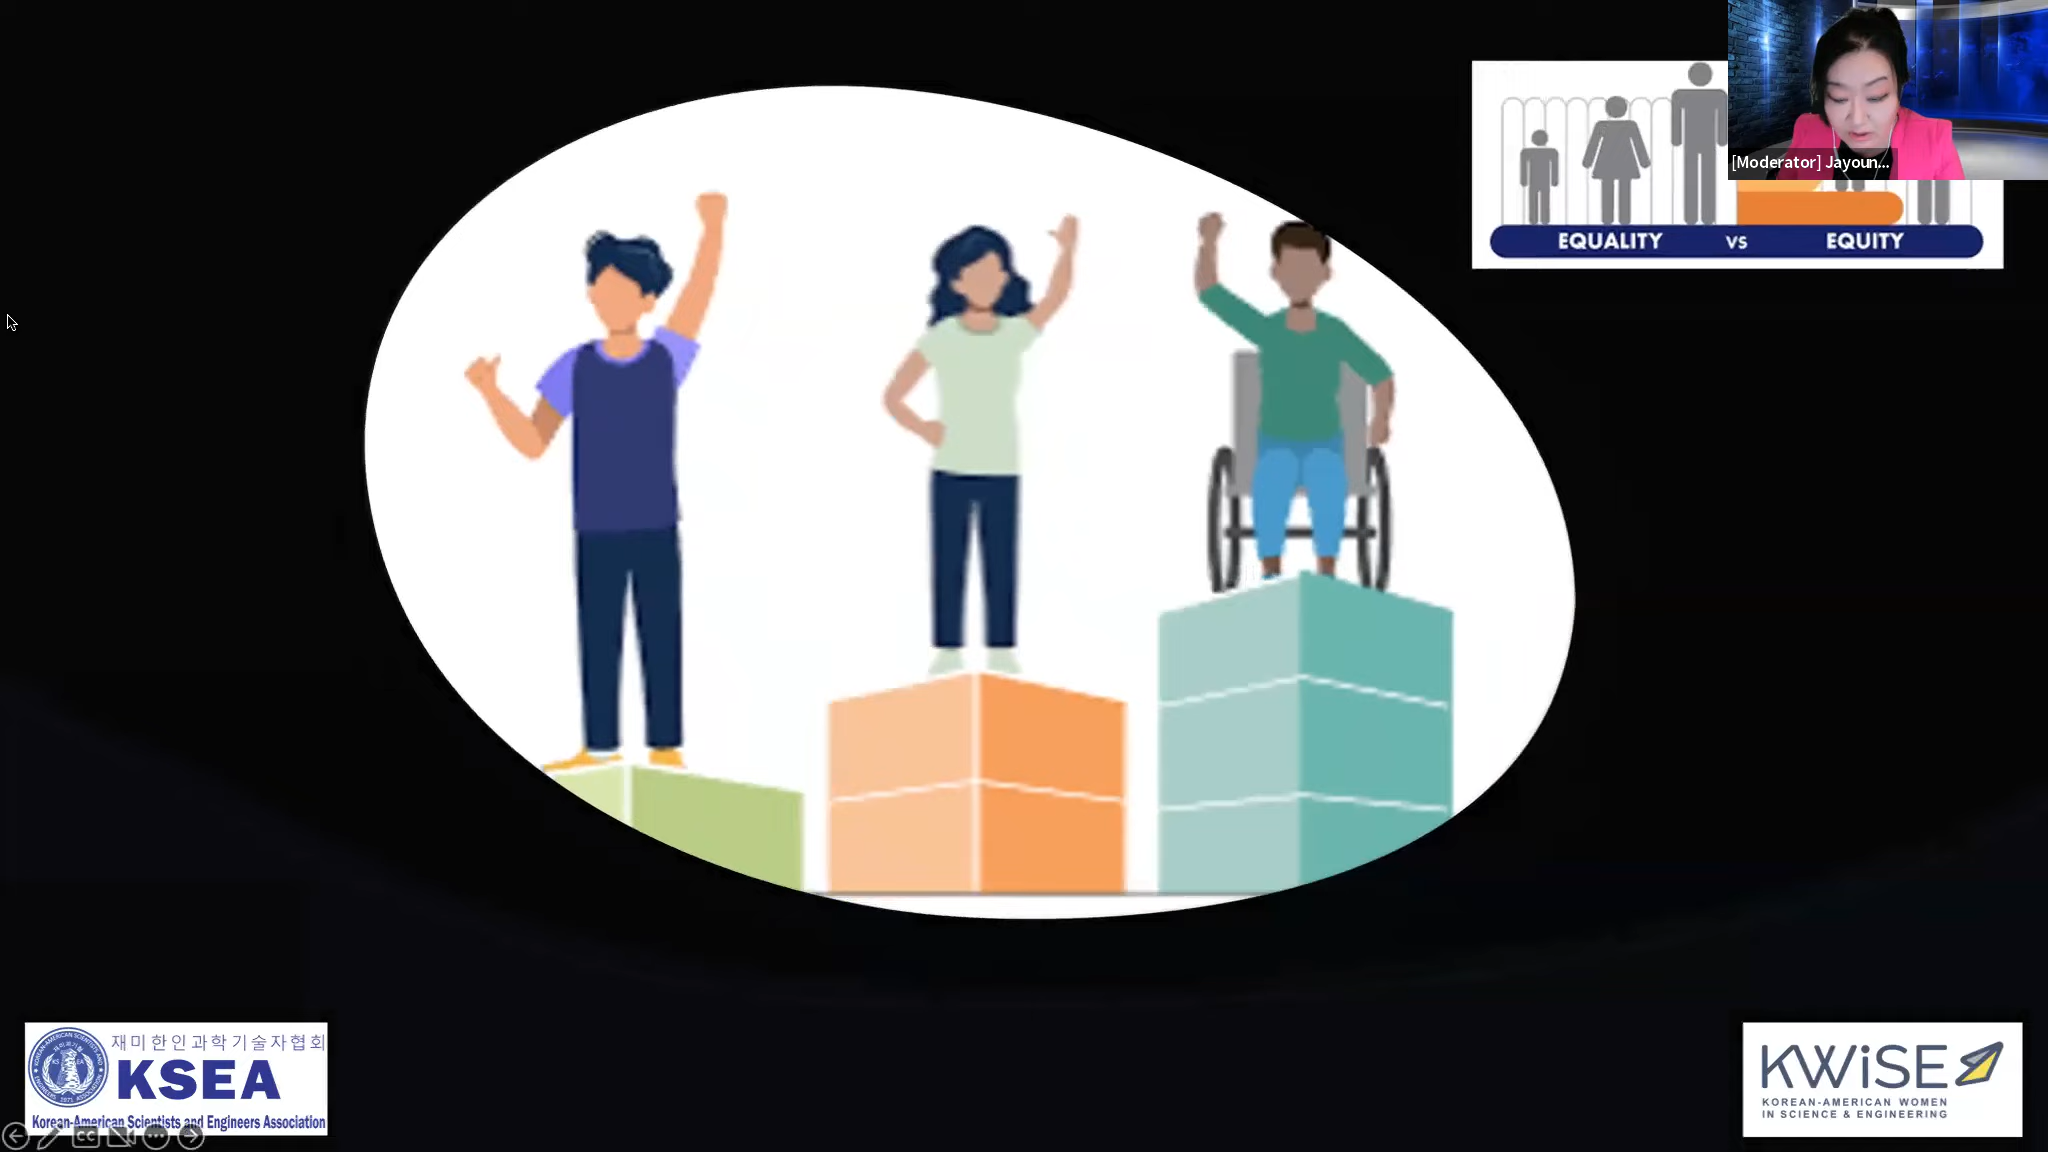 [Moderator] Jayoun...
EQUALITY VS EQUITY
재미한인과학기술자협회
KSEA
Korean-American Scientists and Engineers Association
CC
KWiSE
KOREAN-AMERICAN WOMEN
IN SCIENCE & ENGINEERING